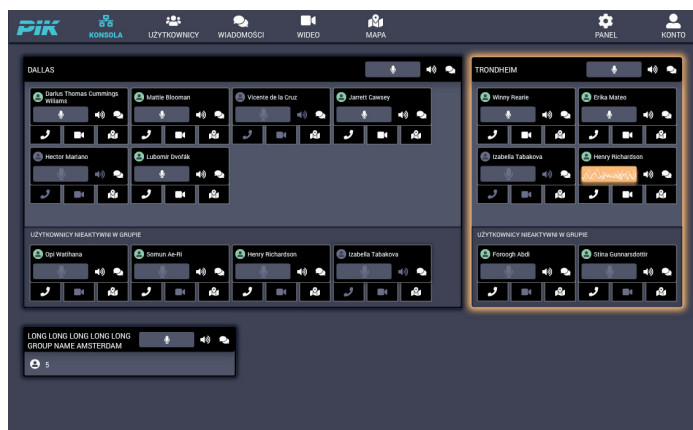 PIK
KONSOLA
UŻYTKOWNICY
WIADOMOŚCI
WIDEO
MAPA
PANEL
KONTO
DALLAS
Darius Thomas Cummings
Wiliams
Mattie Blooman
Vicente de la Cruz
Jarrett Cawsey
Hector Mariano
Lubomír Dvořák
UŻYTKOWNICY NIEAKTYWNI W GRUPIE
Opi Watthana
Somun Ae-Ri
Henry Richardson
Izabella Tabakova
TRONDHEIM
Winny Rearie
Erika Mateo
Izabella Tabakova
Henry Richardson
UŻYTKOWNICY NIEAKTYWNI W GRUPIE
Foroogh Abdi
Stina Gunnarsdottir
LONG LONG LONG LONG LONG
GROUP NAME AMSTERDAM
5